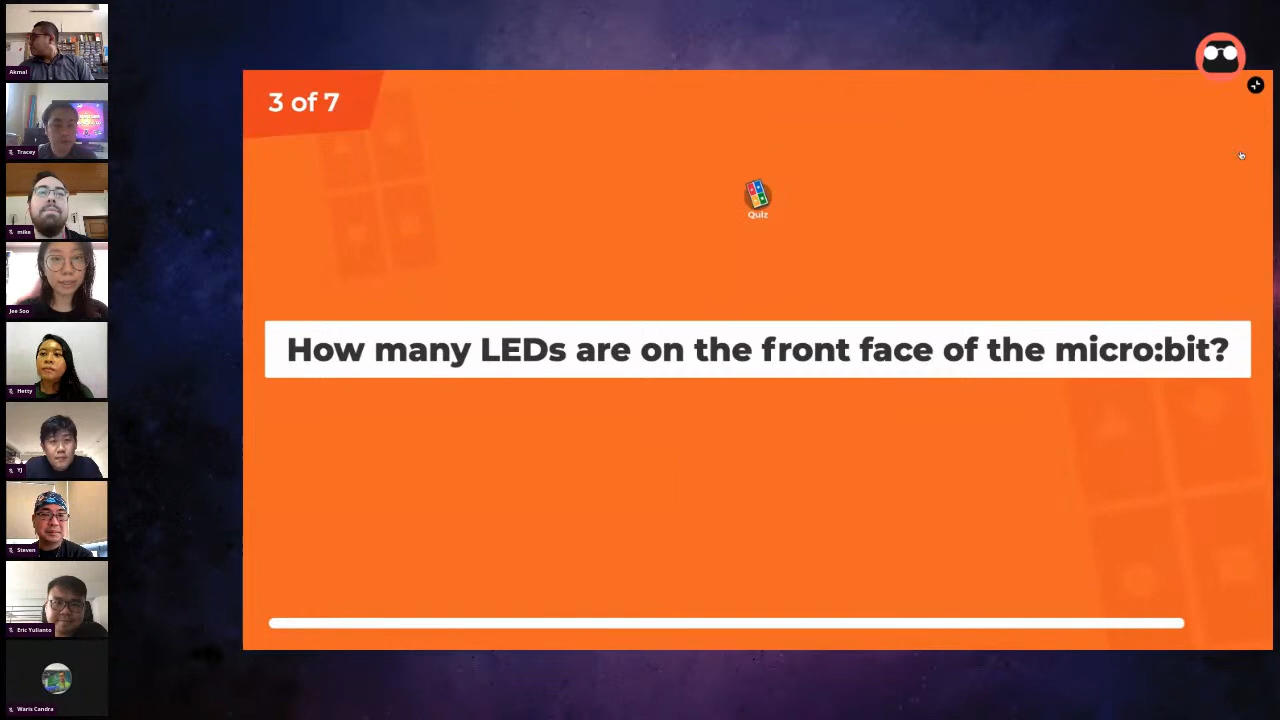 Akmal
Tracey
mike
Jee Soo
Hetty
YJ
Steven
Eric Yulianto
Waris Candra
3 of 7
Quiz
How many LEDs are on the front face of the micro:bit?